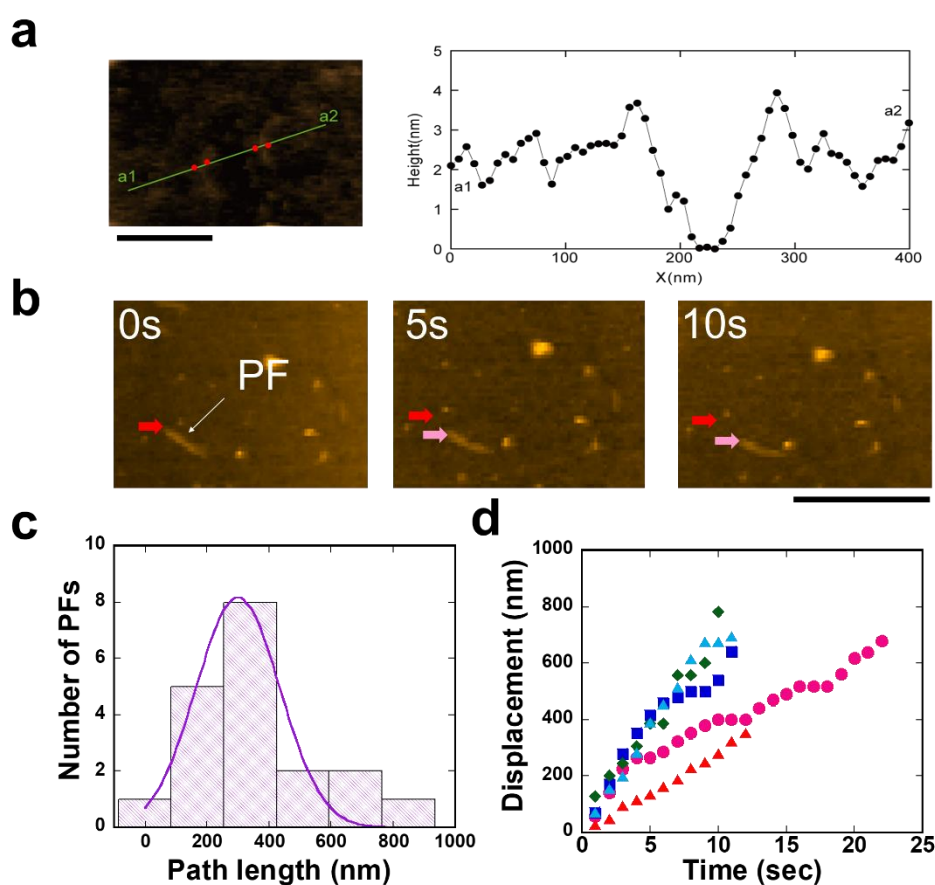 a
a1
a2
Height(nm)
5
4
3
2
1
0
a1
a2
0
100
200
300
400
X(nm)
b
0s
PF
5s
10s
c
Number of PFs
10
8
6
4
2
0
0
200
400
600
800
1000
Path length (nm)
d
Displacement (nm)
1000
800
600
400
200
0
0
5
10
15
20
25
Time (sec)